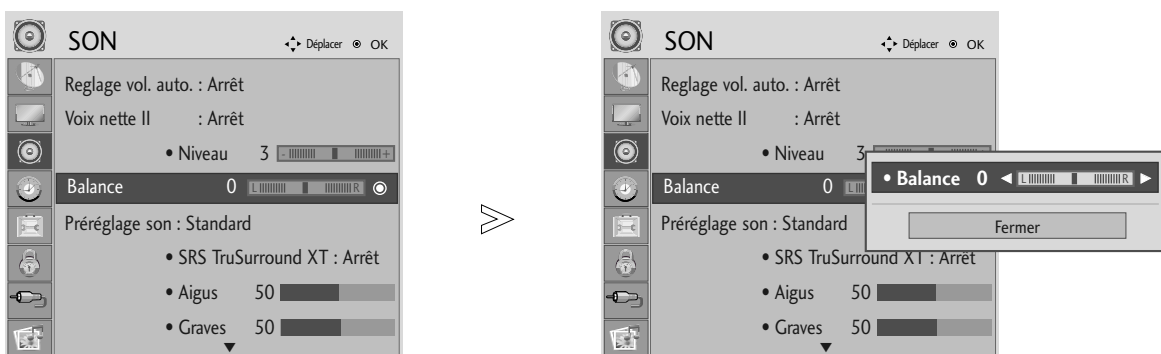 SON
Déplacer OK
Reglage vol. auto. : Arrêt
Voix nette II : Arrêt
• Niveau 3 - +
Balance 0 L R
Préréglage son : Standard
• SRS TruSurround XT : Arrêt
• Aigus 50
• Graves 50
SON
Déplacer OK
Reglage vol. auto. : Arrêt
Voix nette II : Arrêt
• Niveau 3 - +
Balance 0 L
• Balance 0 L R
Fermer
Préréglage son : Standard
• SRS TruSurround XT : Arrêt
• Aigus 50
• Graves 50